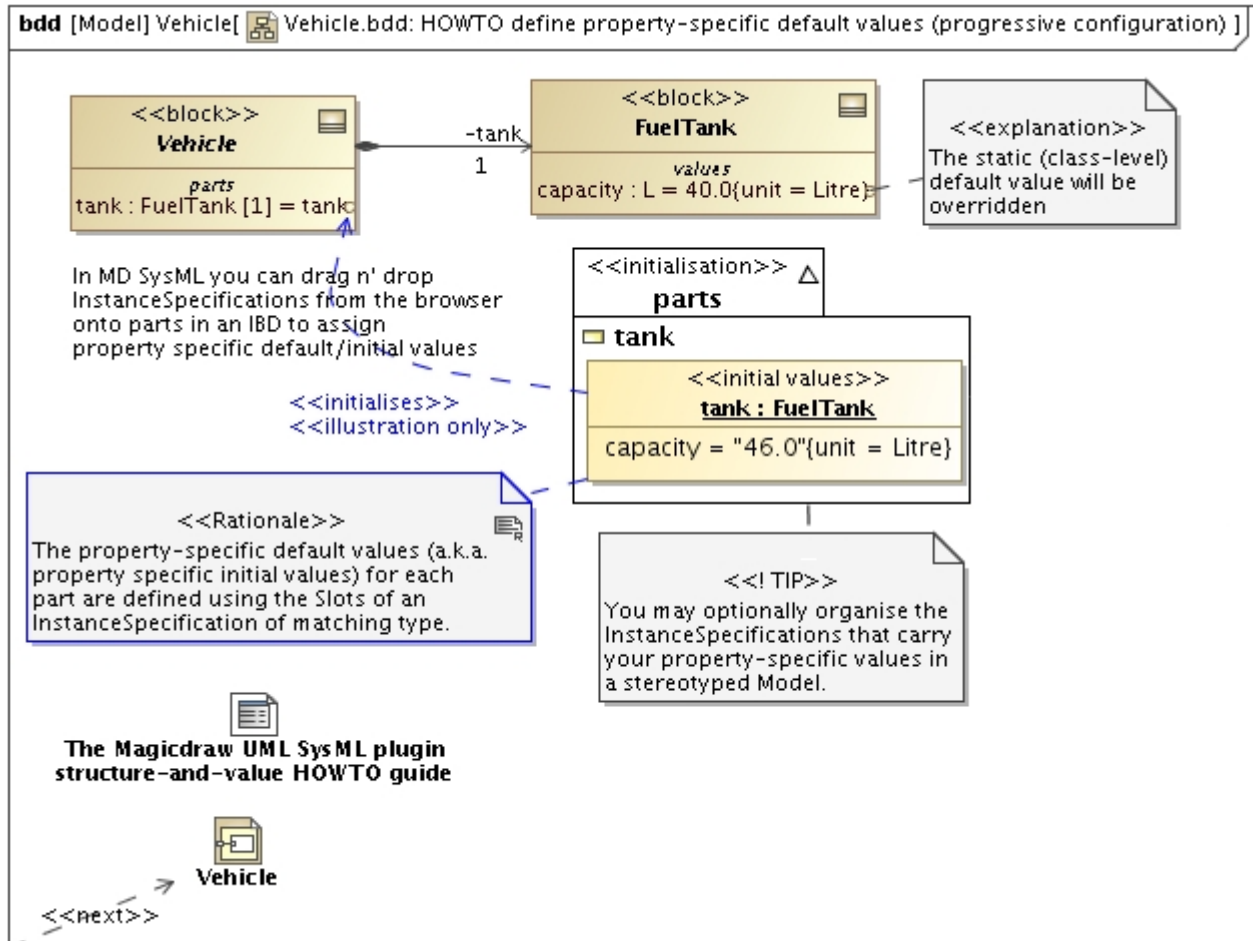 bdd [Model] Vehicle[ Vehicle.bdd: HOWTO define property-specific default values (progressive configuration) ]
<<block>>
Vehicle
parts
tank : FuelTank [1] = tank
-tank
1
<<block>>
FuelTank
values
capacity : L = 40.0{unit = Litre}
<<explanation>>
The static (class-level)
default value will be
overridden
In MD SysML you can drag n' drop
InstanceSpecifications from the browser
onto parts in an IBD to assign
property specific default/initial values
<<initialises>>
<<illustration only>>
<<initialisation>>
parts
tank
<<initial values>>
tank : FuelTank
capacity = "46.0"{unit = Litre}
<<Rationale>>
The property-specific default values (a.k.a.
property specific initial values) for each
part are defined using the Slots of an
InstanceSpecification of matching type.
<<! TIP>>
You may optionally organise the
InstanceSpecifications that carry
your property-specific values in
a stereotyped Model.
The Magicdraw UML SysML plugin
structure-and-value HOWTO guide
Vehicle
<<next>>